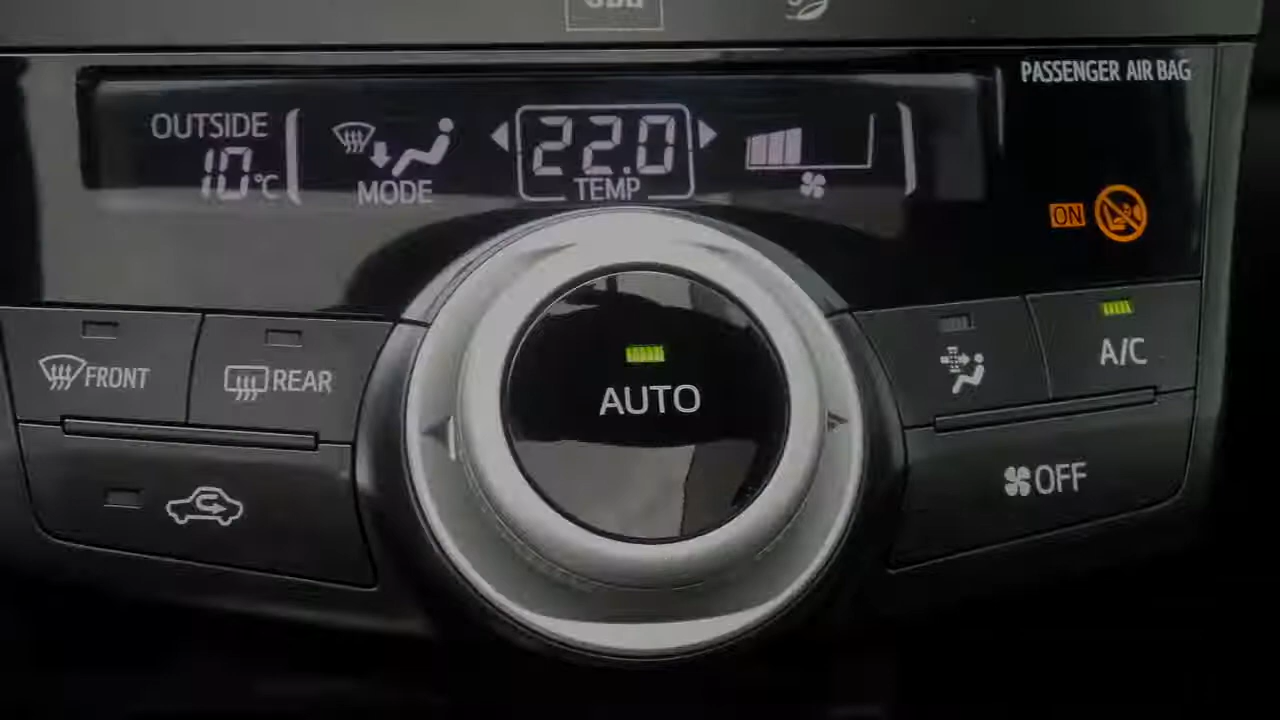 PASSENGER AIR BAG
OUTSIDE
10°C
MODE
22.0
TEMP
ON
FRONT
REAR
AUTO
A/C
OFF